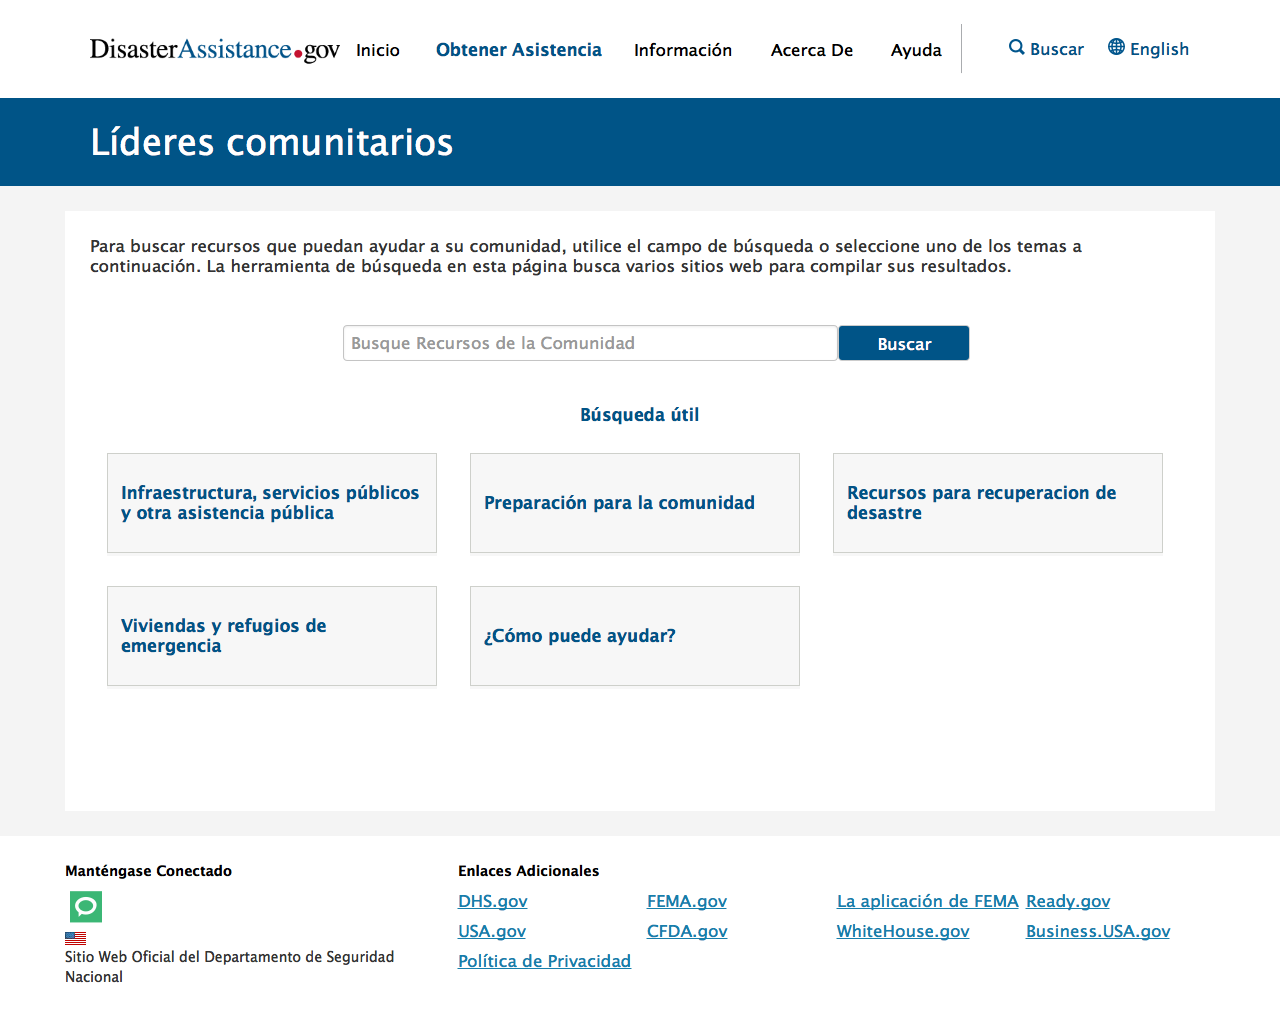 DisasterAssistance.gov Inicio Obtener Asistencia Información Acerca De Ayuda Buscar English
Líderes comunitarios
Para buscar recursos que puedan ayudar a su comunidad, utilice el campo de búsqueda o seleccione uno de los temas a
continuación. La herramienta de búsqueda en esta página busca varios sitios web para compilar sus resultados.
Busque Recursos de la Comunidad Buscar
Búsqueda útil
Infraestructura, servicios públicos
y otra asistencia pública
Preparación para la comunidad
Recursos para recuperacion de
desastre
Viviendas y refugios de
emergencia
¿Cómo puede ayudar?
Manténgase Conectado
Sitio Web Oficial del Departamento de Seguridad
Nacional
Enlaces Adicionales
DHS.gov FEMA.gov La aplicación de FEMA Ready.gov
USA.gov CFDA.gov WhiteHouse.gov Business.USA.gov
Política de Privacidad